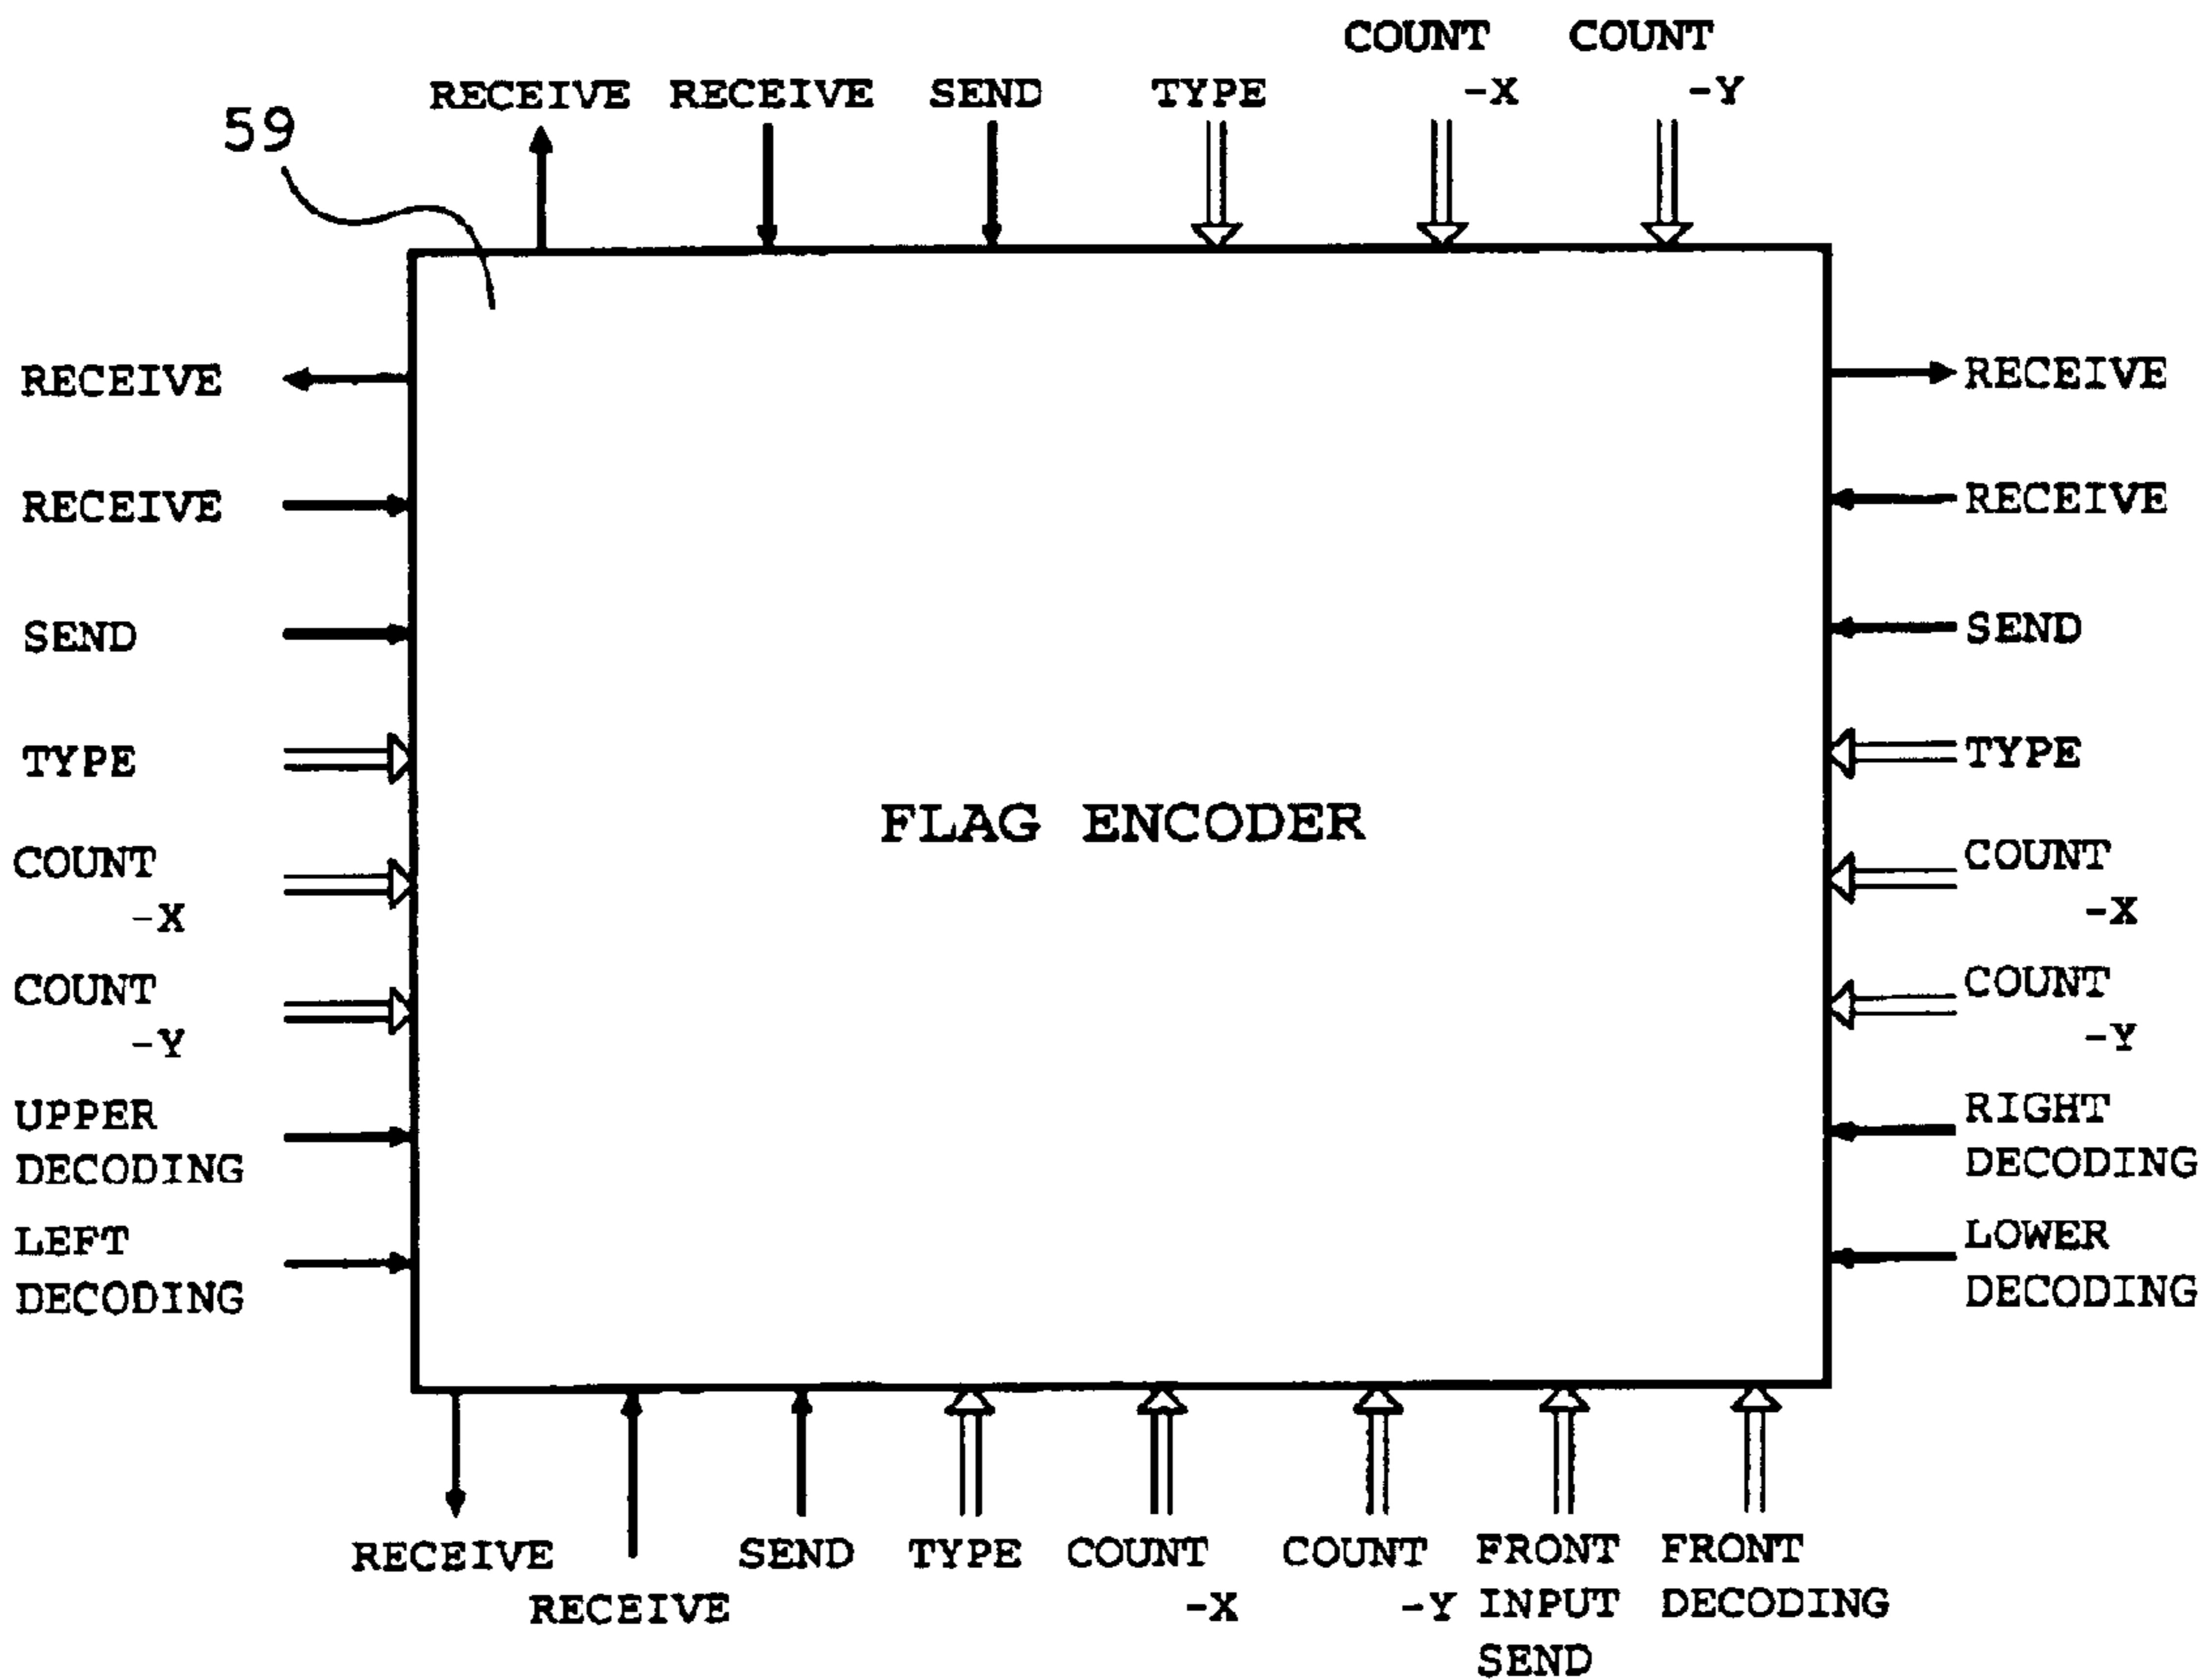 COUNT COUNT
RECEIVE RECEIVE SEND TYPE -X -Y
59
RECEIVE RECEIVE
RECEIVE RECEIVE
SEND SEND
TYPE TYPE
FLAG ENCODER
COUNT COUNT
-X -X
COUNT COUNT
-Y -Y
UPPER RIGHT
DECODING DECODING
LEFT LOWER
DECODING DECODING
RECEIVE SEND TYPE COUNT COUNT FRONT FRONT
RECEIVE -X -Y INPUT DECODING
SEND